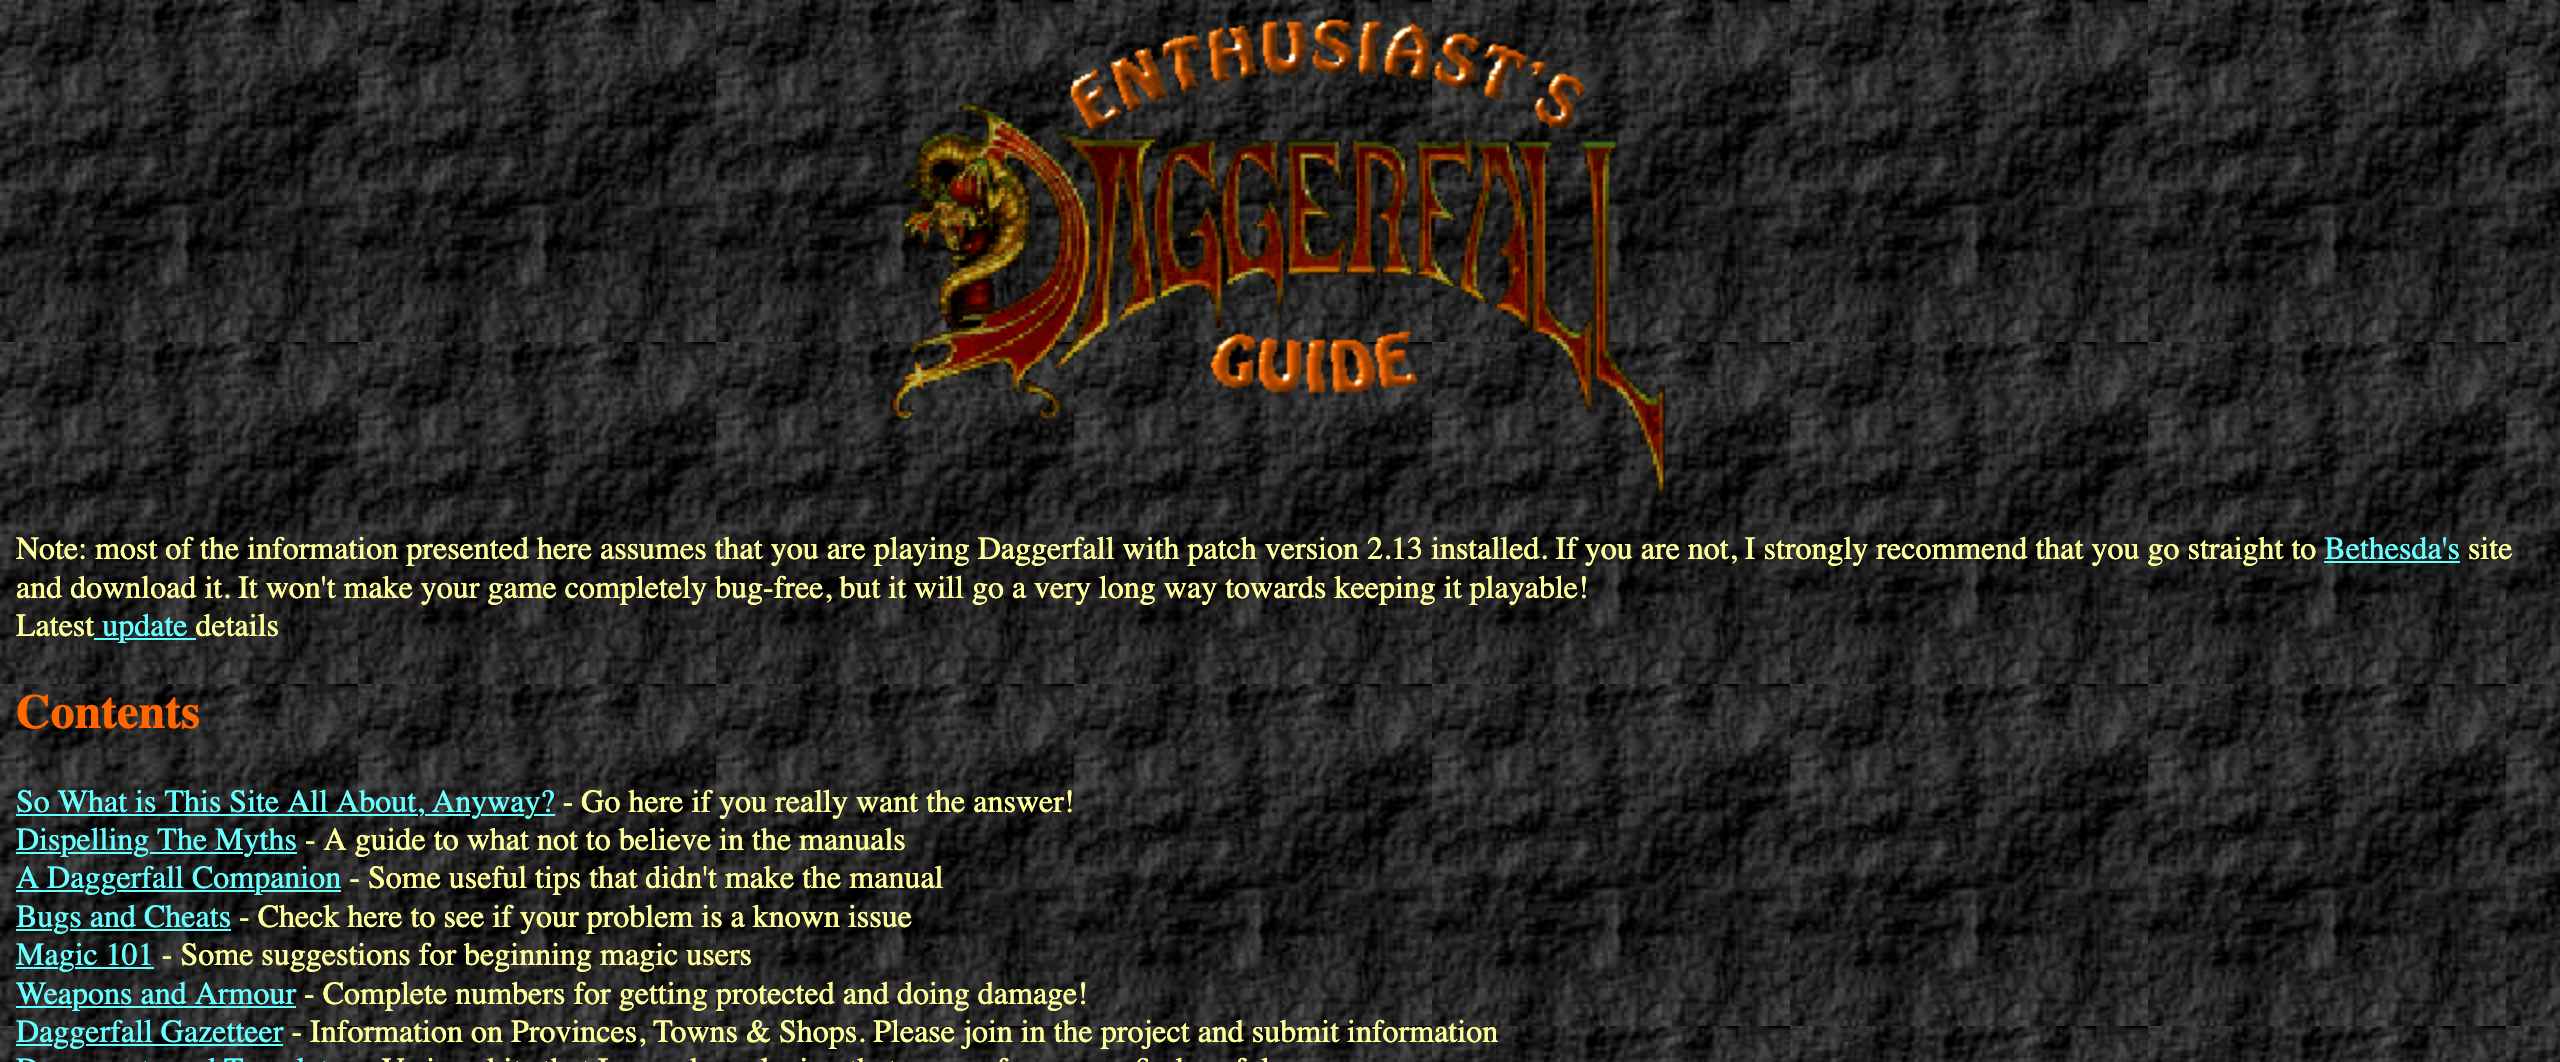 ENTHUSIAST'S
DAGGERFALL
GUIDE
Note: most of the information presented here assumes that you are playing Daggerfall with patch version 2.13 installed. If you are not, I strongly recommend that you go straight to Bethesda's site
and download it. It won't make your game completely bug-free, but it will go a very long way towards keeping it playable!
Latest update details
Contents
So What is This Site All About, Anyway? - Go here if you really want the answer!
Dispelling The Myths - A guide to what not to believe in the manuals
A Daggerfall Companion - Some useful tips that didn't make the manual
Bugs and Cheats - Check here to see if your problem is a known issue
Magic 101 - Some suggestions for beginning magic users
Weapons and Armour - Complete numbers for getting protected and doing damage!
Daggerfall Gazetteer - Information on Provinces, Towns & Shops. Please join in the project and submit information